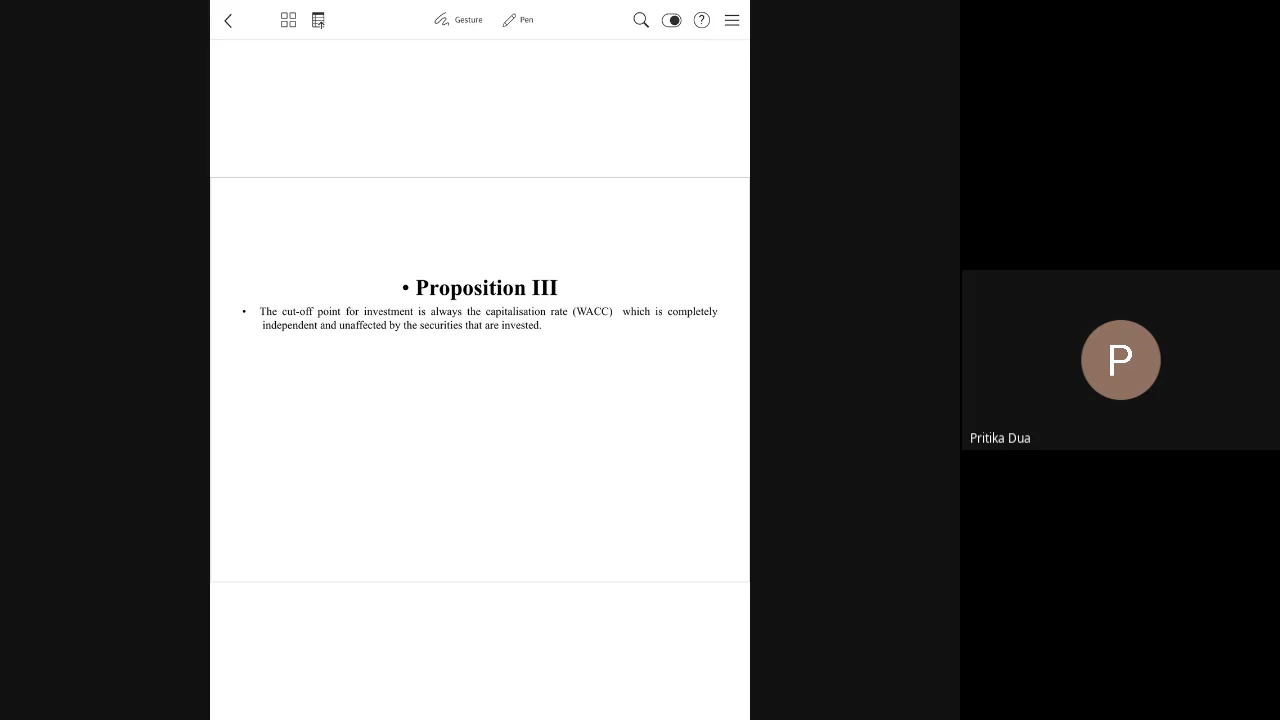 Gesture
Pen
?
• Proposition III
• The cut-off point for investment is always the capitalisation rate (WACC) which is completely
independent and unaffected by the securities that are invested.
P
Pritika Dua